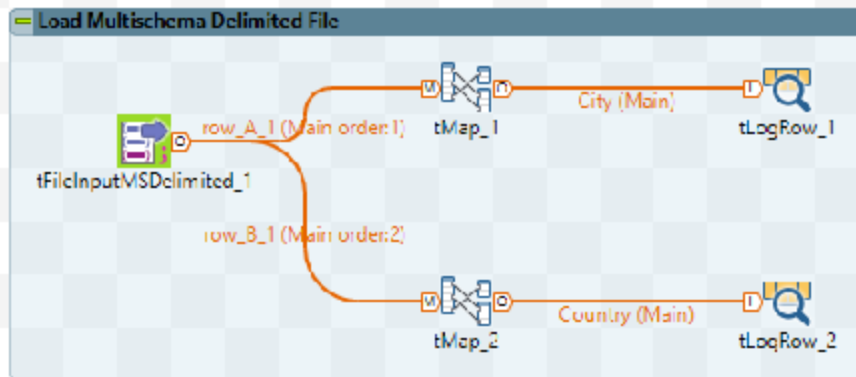 Load Multischema Delimited File
row_A_1 (Main order:1)
tMap_1
City (Main)
tLogRow_1
tFileInputMSDelimited_1
row_B_1 (Main order:2)
tMap_2
Country (Main)
tLogRow_2